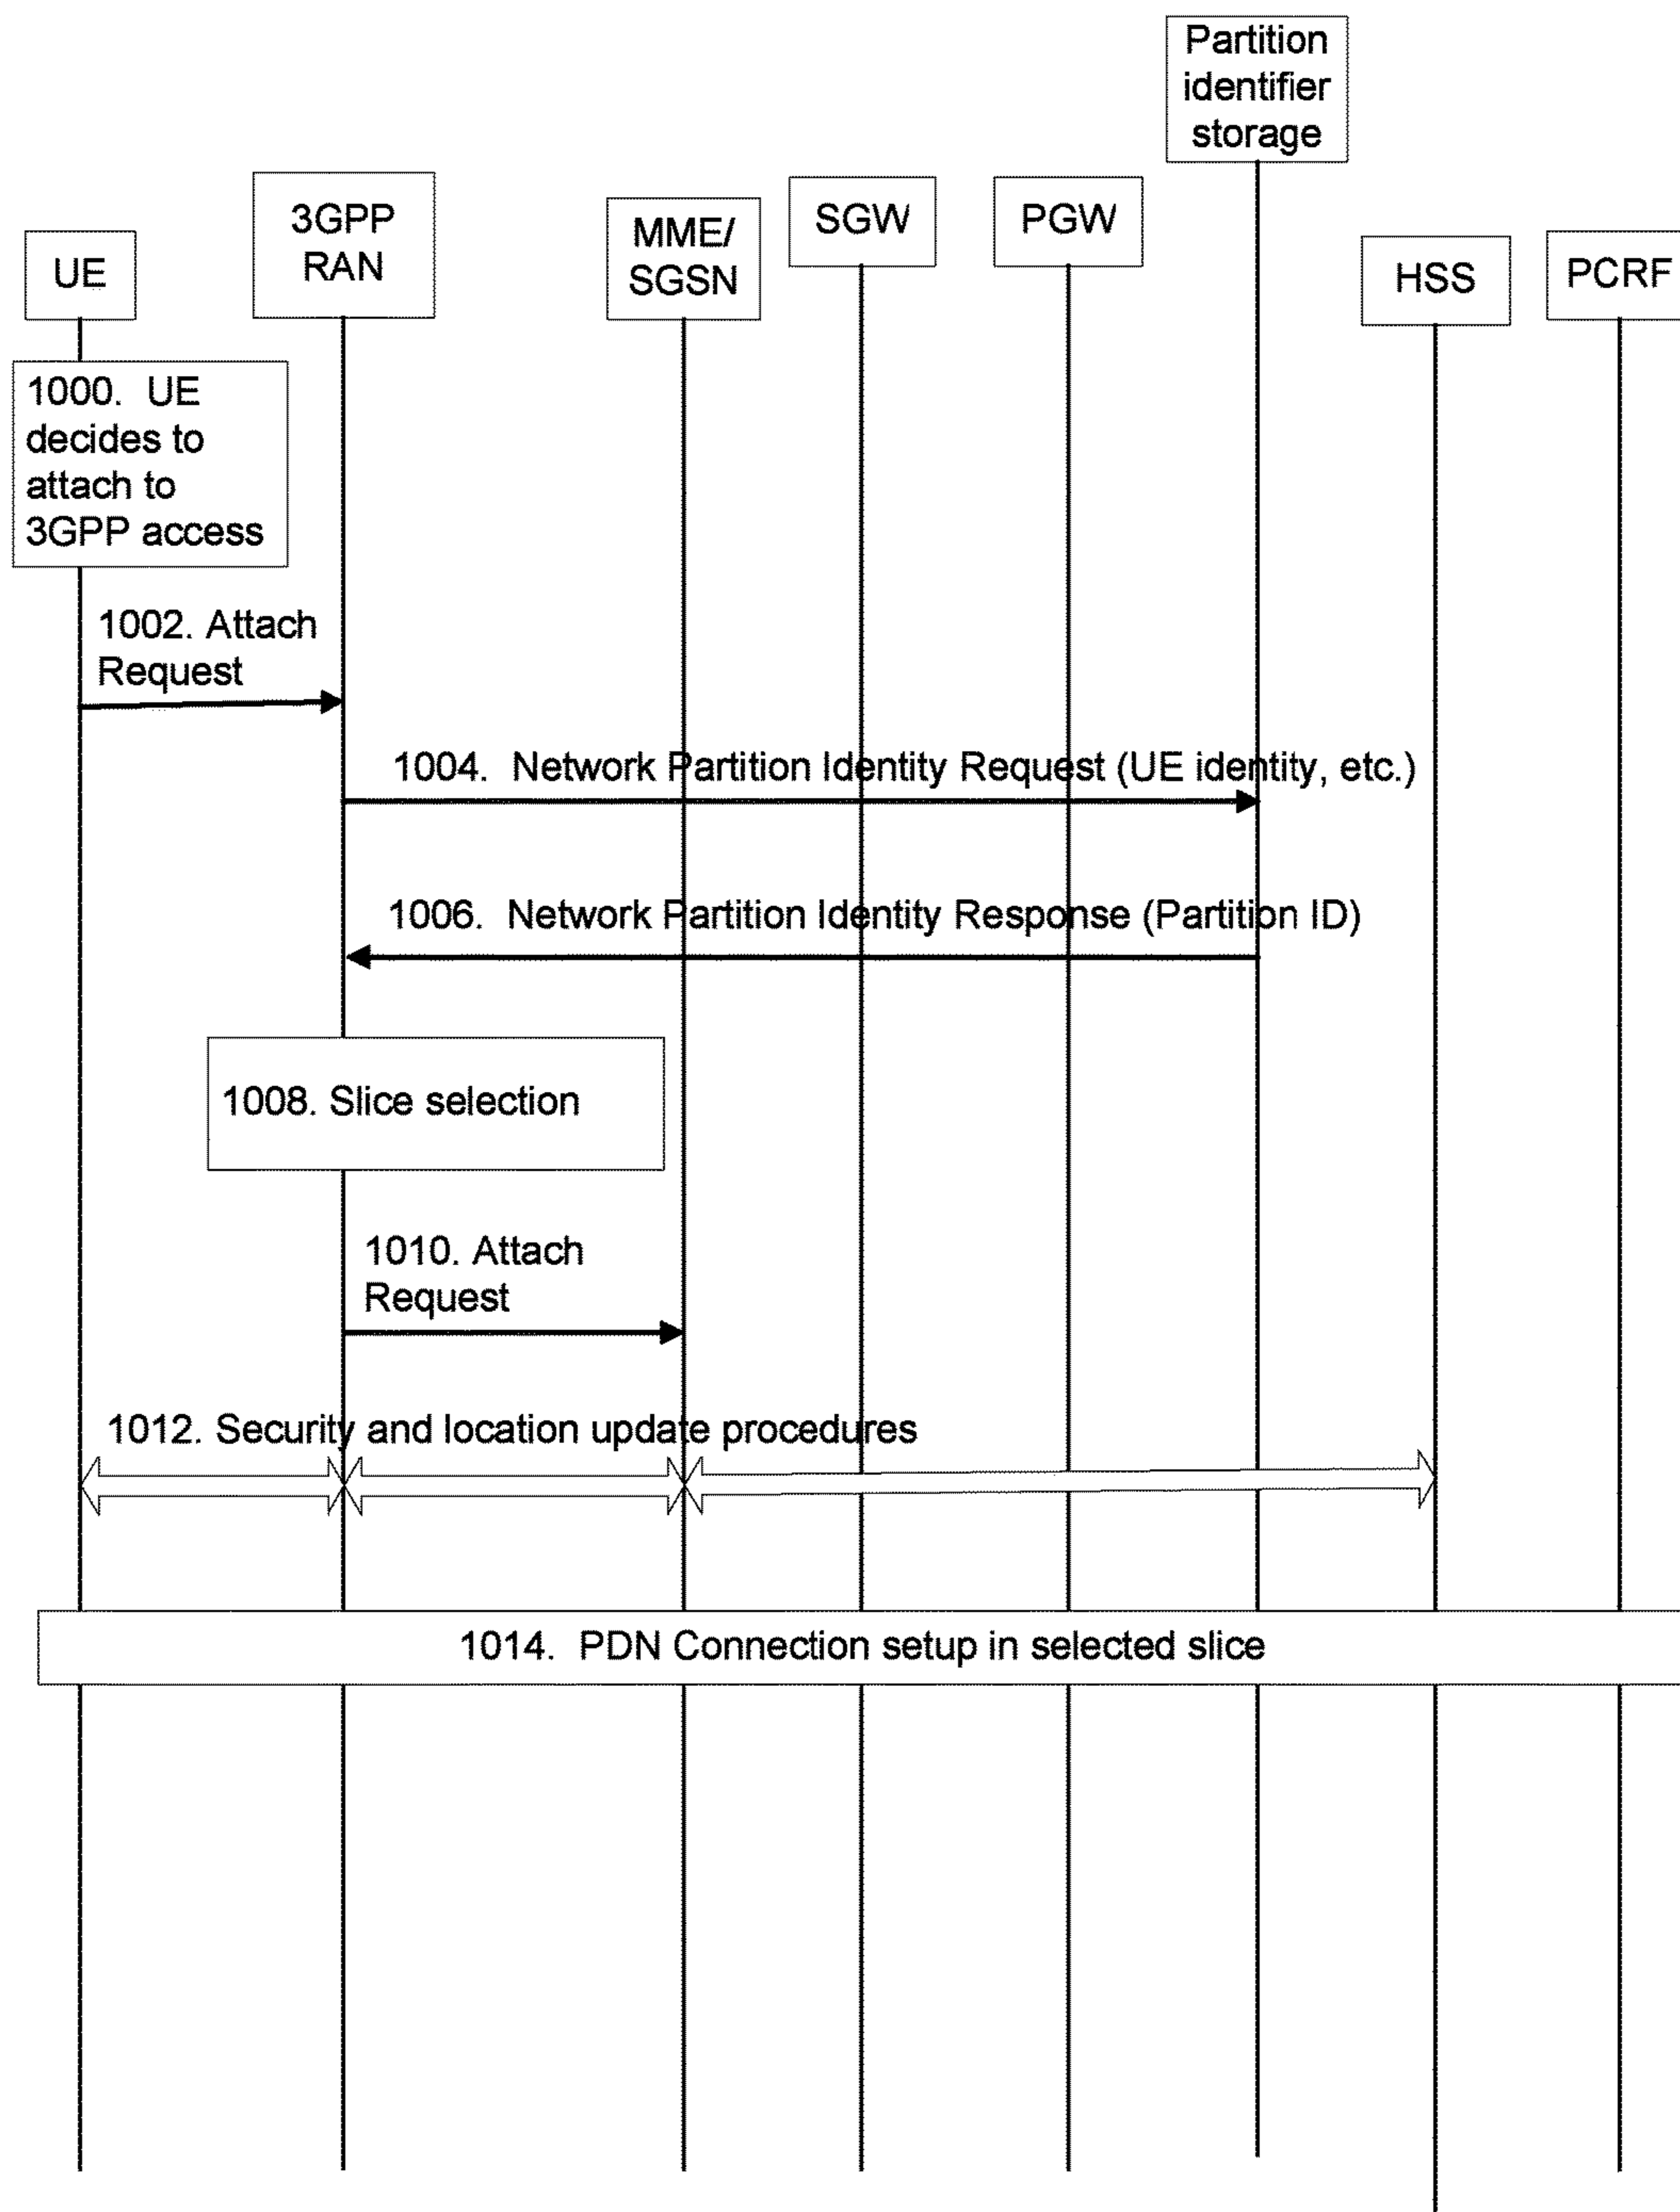 Partition
identifier
storage
3GPP
RAN
SGW
PGW
MME/
SGSN
UE
HSS
PCRF
1000. UE
decides to
attach to
3GPP access
1002. Attach
Request
1004. Network Partition Identity Request (UE identity, etc.)
1006. Network Partition Identity Response (Partition ID)
1008. Slice selection
1010. Attach
Request
1012. Security and location update procedures
1014. PDN Connection setup in selected slice